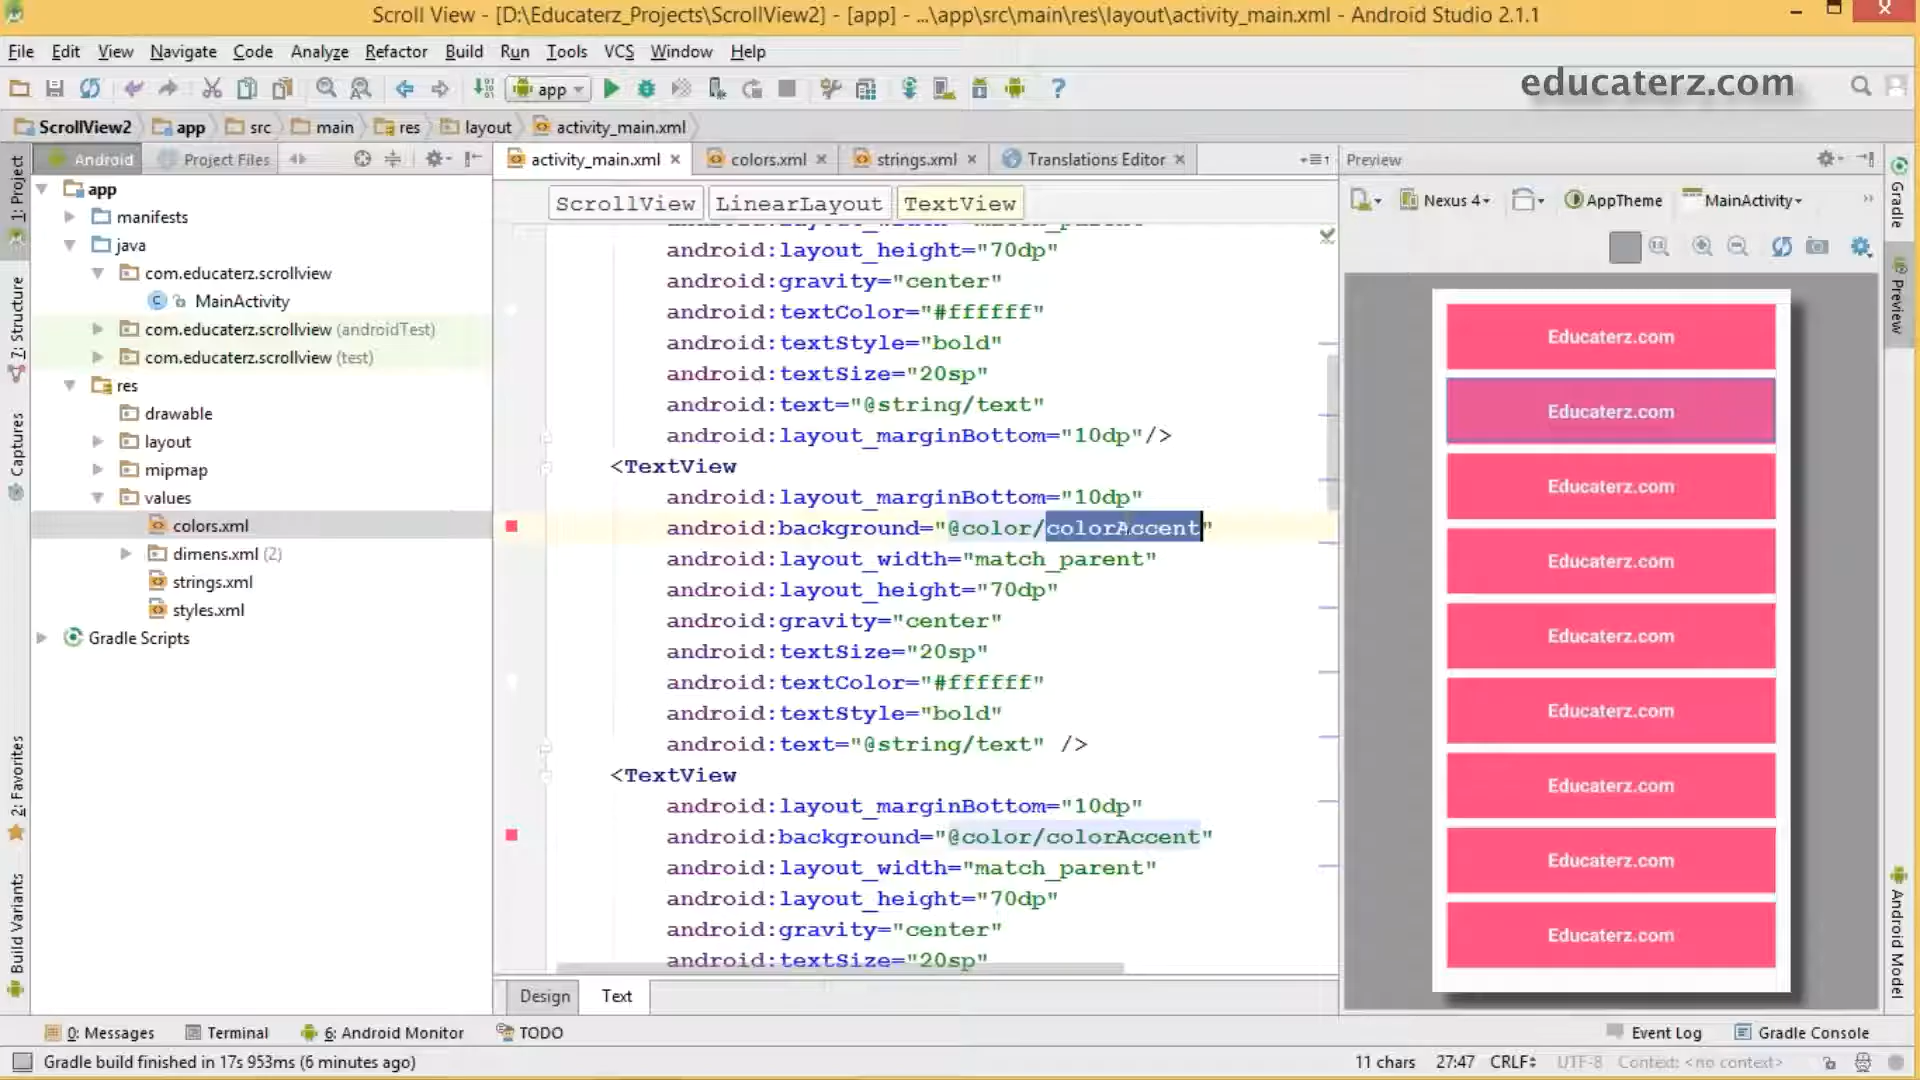 Scroll View - [D:\Educaterz_Projects\ScrollView2] - [app] - ...\app\src\main\res\layout\activity_main.xml - Android Studio 2.1.1
File Edit View Navigate Code Analyze Refactor Build Run Tools VCS Window Help
app
educaterz.com
ScrollView2 app src main res layout activity_main.xml
Android Project Files
activity_main.xml colors.xml strings.xml Translations Editor
Preview
ScrollView LinearLayout TextView
Nexus 4 AppTheme MainActivity
app
manifests
java
com.educaterz.scrollview
MainActivity
com.educaterz.scrollview (androidTest)
com.educaterz.scrollview (test)
res
drawable
layout
mipmap
values
colors.xml
dimens.xml (2)
strings.xml
styles.xml
Gradle Scripts
android:layout_height="70dp"
android:gravity="center"
android:textColor="#ffffff"
android:textStyle="bold"
android:textSize="20sp"
android:text="@string/text"
android:layout_marginBottom="10dp"/>
<TextView
android:layout_marginBottom="10dp"
android:background="@color/colorAccent"
android:layout_width="match_parent"
android:layout_height="70dp"
android:gravity="center"
android:textSize="20sp"
android:textColor="#ffffff"
android:textStyle="bold"
android:text="@string/text" />
<TextView
android:layout_marginBottom="10dp"
android:background="@color/colorAccent"
android:layout_width="match_parent"
android:layout_height="70dp"
android:gravity="center"
android:textSize="20sp"
Educaterz.com
Educaterz.com
Educaterz.com
Educaterz.com
Educaterz.com
Educaterz.com
Educaterz.com
Educaterz.com
Educaterz.com
1: Project
7: Structure
Captures
2: Favorites
Build Variants
Gradle
Preview
Android Model
Design Text
0: Messages Terminal 6: Android Monitor TODO
Event Log Gradle Console
Gradle build finished in 17s 953ms (6 minutes ago)
11 chars 27:47 CRLF UTF-8 Context: <no context>